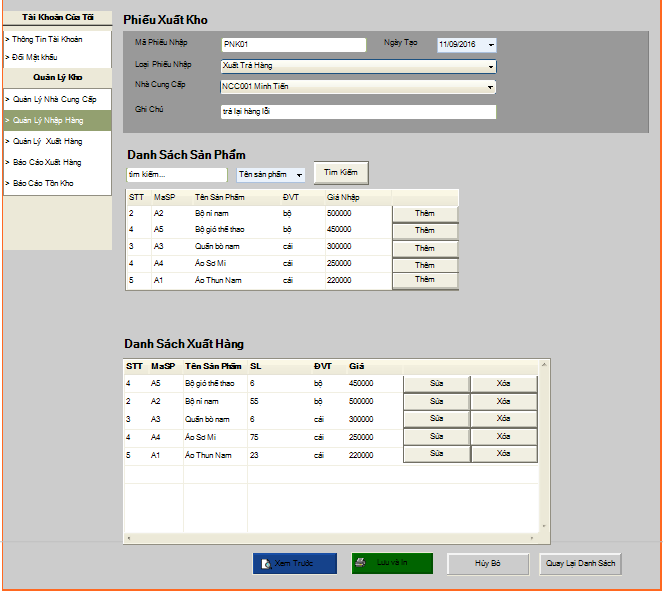 Tài Khoản Của Tôi
> Thông Tin Tài Khoản
> Đổi Mật khẩu
Quản Lý Kho
> Quản Lý Nhà Cung Cấp
> Quản Lý Nhập Hàng
> Quản Lý Xuất Hàng
> Báo Cáo Xuất Hàng
> Báo Cáo Tồn Kho
Phiếu Xuất Kho
Mã Phiếu Nhập PNK01 Ngày Tạo 11/09/2016
Loại Phiếu Nhập Xuất Trả Hàng
Nhà Cung Cấp NCC001 Minh Tiến
Ghi Chú trả lại hàng lỗi
Danh Sách Sản Phẩm
tìm kiếm... Tên sản phẩm Tìm Kiếm
STT MaSP Tên Sản Phẩm ĐVT Giá Nhập
2 A2 Bộ nỉ nam bộ 500000 Thêm
4 A5 Bộ gió thể thao bộ 450000 Thêm
3 A3 Quần bò nam cái 300000 Thêm
4 A4 Áo Sơ Mi cái 250000 Thêm
5 A1 Áo Thun Nam cái 220000 Thêm
Danh Sách Xuất Hàng
STT MaSP Tên Sản Phẩm SL ĐVT Giá
4 A5 Bộ gió thể thao 6 bộ 450000 Sửa Xóa
2 A2 Bộ nỉ nam 55 bộ 500000 Sửa Xóa
3 A3 Quần bò nam 6 cái 300000 Sửa Xóa
4 A4 Áo Sơ Mi 75 cái 250000 Sửa Xóa
5 A1 Áo Thun Nam 23 cái 220000 Sửa Xóa
Xem Trước Lưu và in Hủy Bỏ Quay Lại Danh Sách